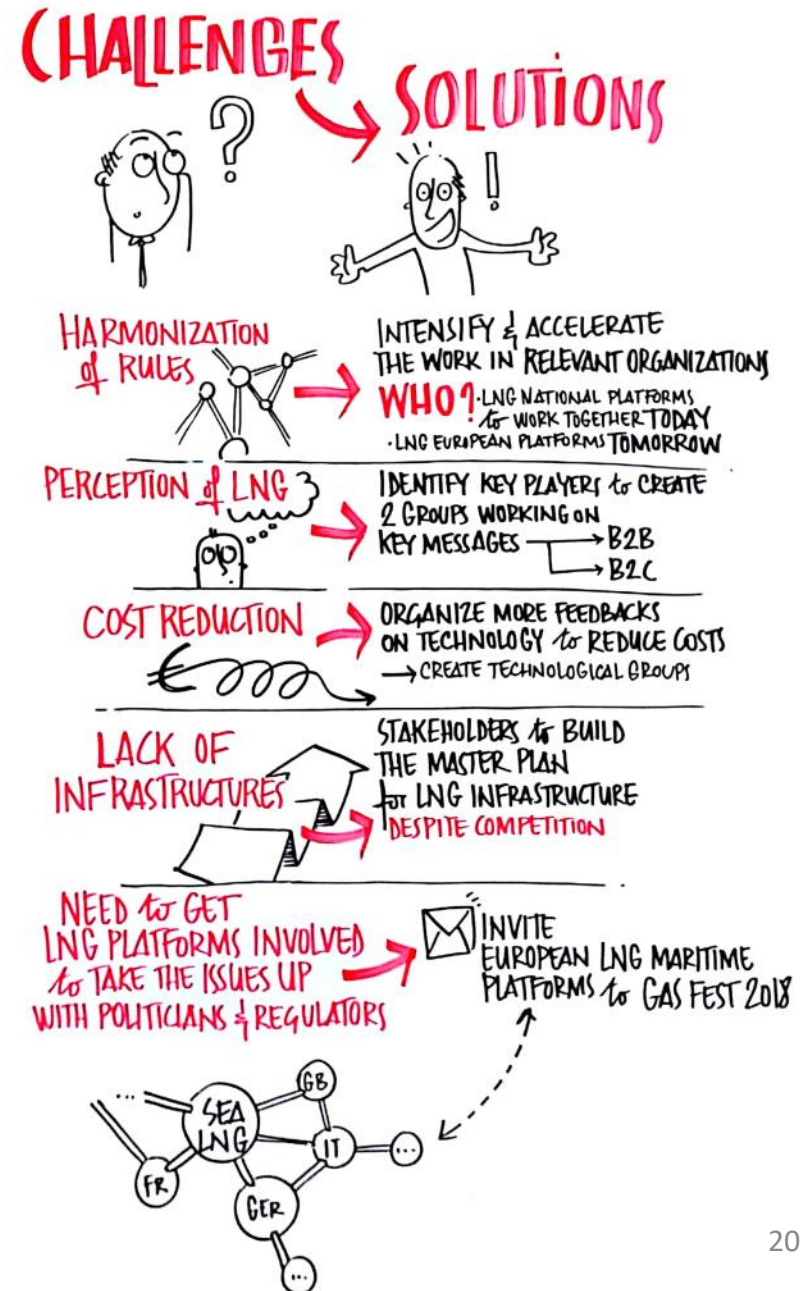 CHALLENGES
SOLUTIONS
?
!
HARMONIZATION
of RULES
INTENSIFY & ACCELERATE
THE WORK IN RELEVANT ORGANIZATIONS
WHO? · LNG NATIONAL PLATFORMS
to WORK TOGETHER TODAY
· LNG EUROPEAN PLATFORMS TOMORROW
PERCEPTION of LNG
IDENTIFY KEY PLAYERS to CREATE
2 GROUPS WORKING ON
KEY MESSAGES → B2B
→ B2C
COST REDUCTION
€
ORGANIZE MORE FEEDBACKS
ON TECHNOLOGY to REDUCE COSTS
→ CREATE TECHNOLOGICAL GROUPS
LACK OF
INFRASTRUCTURES
STAKEHOLDERS to BUILD
THE MASTER PLAN
for LNG INFRASTRUCTURE
DESPITE COMPETITION
NEED to GET
LNG PLATFORMS INVOLVED
to TAKE THE ISSUES UP
WITH POLITICIANS & REGULATORS
INVITE
EUROPEAN LNG MARITIME
PLATFORMS to GAS FEST 2018
...
SEA
LNG
GB
IT
...
FR
GER
...
20